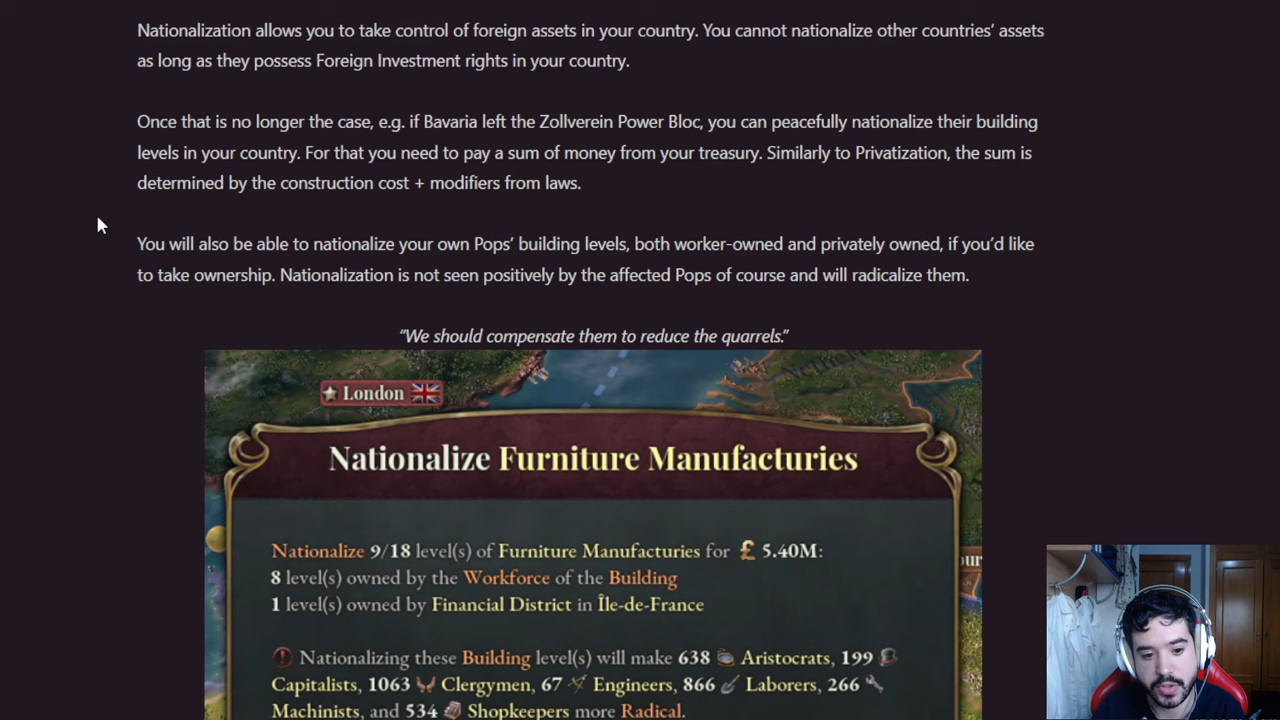 Nationalization allows you to take control of foreign assets in your country. You cannot nationalize other countries’ assets
as long as they possess Foreign Investment rights in your country.
Once that is no longer the case, e.g. if Bavaria left the Zollverein Power Bloc, you can peacefully nationalize their building
levels in your country. For that you need to pay a sum of money from your treasury. Similarly to Privatization, the sum is
determined by the construction cost + modifiers from laws.
You will also be able to nationalize your own Pops’ building levels, both worker-owned and privately owned, if you’d like
to take ownership. Nationalization is not seen positively by the affected Pops of course and will radicalize them.
“We should compensate them to reduce the quarrels.”
London
Nationalize Furniture Manufacturies
Nationalize 9/18 level(s) of Furniture Manufacturies for £ 5.40M:
8 level(s) owned by the Workforce of the Building
1 level(s) owned by Financial District in Île-de-France
Nationalizing these Building level(s) will make 638 Aristocrats, 199
Capitalists, 1063 Clergymen, 67 Engineers, 866 Laborers, 266
Machinists, and 534 Shopkeepers more Radical.